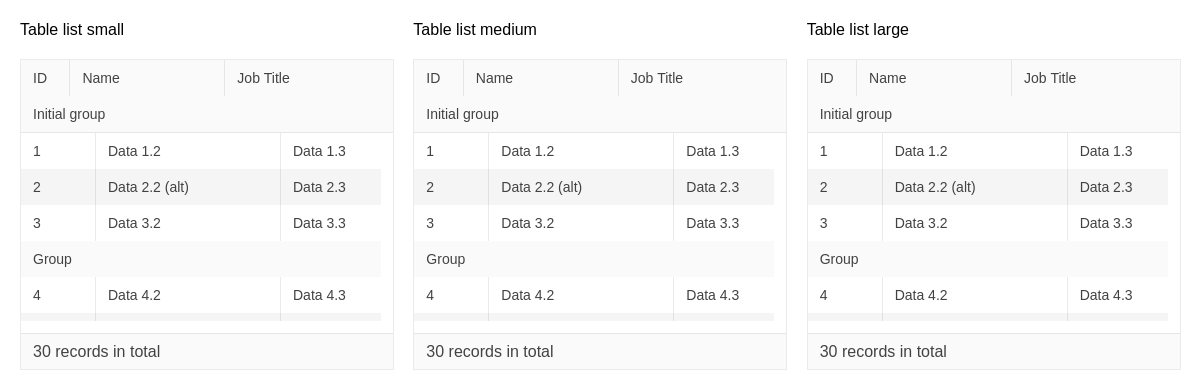 Table list small Table list medium Table list large
ID Name Job Title ID Name Job Title ID Name Job Title
Initial group Initial group Initial group
1 Data 1.2 Data 1.3 1 Data 1.2 Data 1.3 1 Data 1.2 Data 1.3
2 Data 2.2 (alt) Data 2.3 2 Data 2.2 (alt) Data 2.3 2 Data 2.2 (alt) Data 2.3
3 Data 3.2 Data 3.3 3 Data 3.2 Data 3.3 3 Data 3.2 Data 3.3
Group Group Group
4 Data 4.2 Data 4.3 4 Data 4.2 Data 4.3 4 Data 4.2 Data 4.3
30 records in total 30 records in total 30 records in total